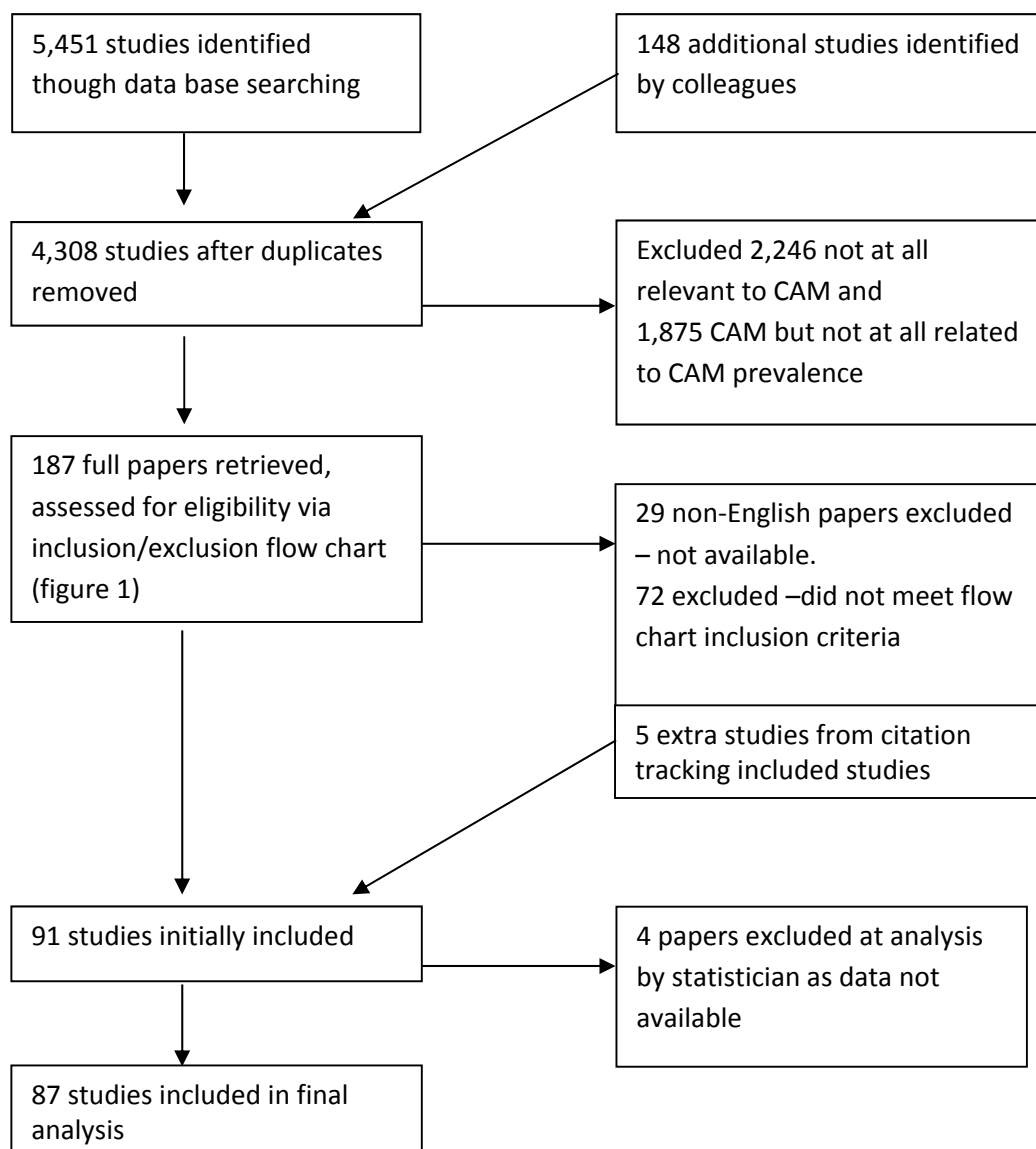 5,451 studies identified
though data base searching
148 additional studies identified
by colleagues
4,308 studies after duplicates
removed
Excluded 2,246 not at all
relevant to CAM and
1,875 CAM but not at all related
to CAM prevalence
187 full papers retrieved,
assessed for eligibility via
inclusion/exclusion flow chart
(figure 1)
29 non-English papers excluded
– not available.
72 excluded –did not meet flow
chart inclusion criteria
5 extra studies from citation
tracking included studies
91 studies initially included
4 papers excluded at analysis
by statistician as data not
available
87 studies included in final
analysis